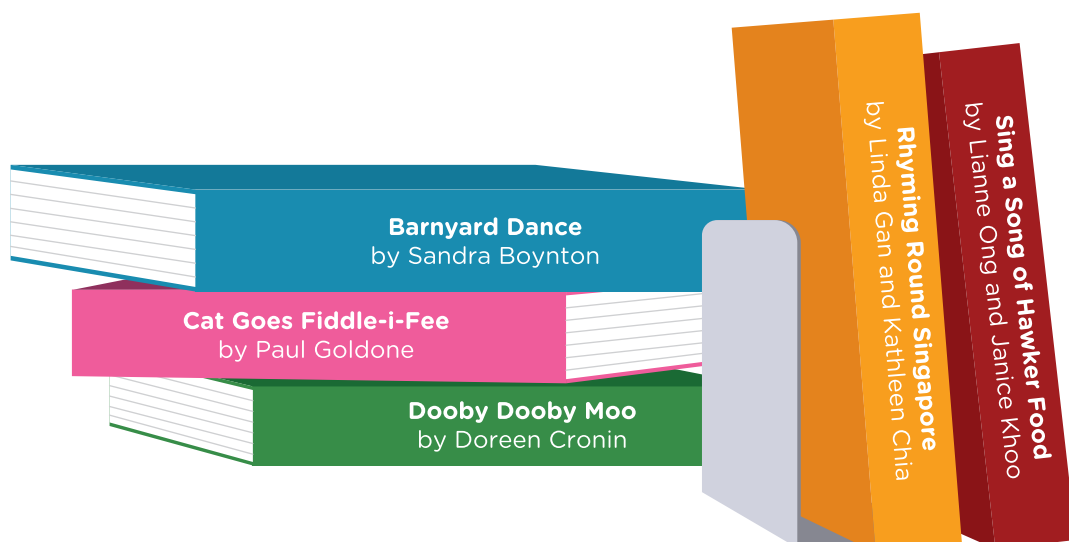 Barnyard Dance
by Sandra Boynton
Cat Goes Fiddle-i-Fee
by Paul Goldone
Dooby Dooby Moo
by Doreen Cronin
Rhyming Round Singapore
by Linda Gan and Kathleen Chia
Sing a Song of Hawker Food
by Lianne Ong and Janice Khoo